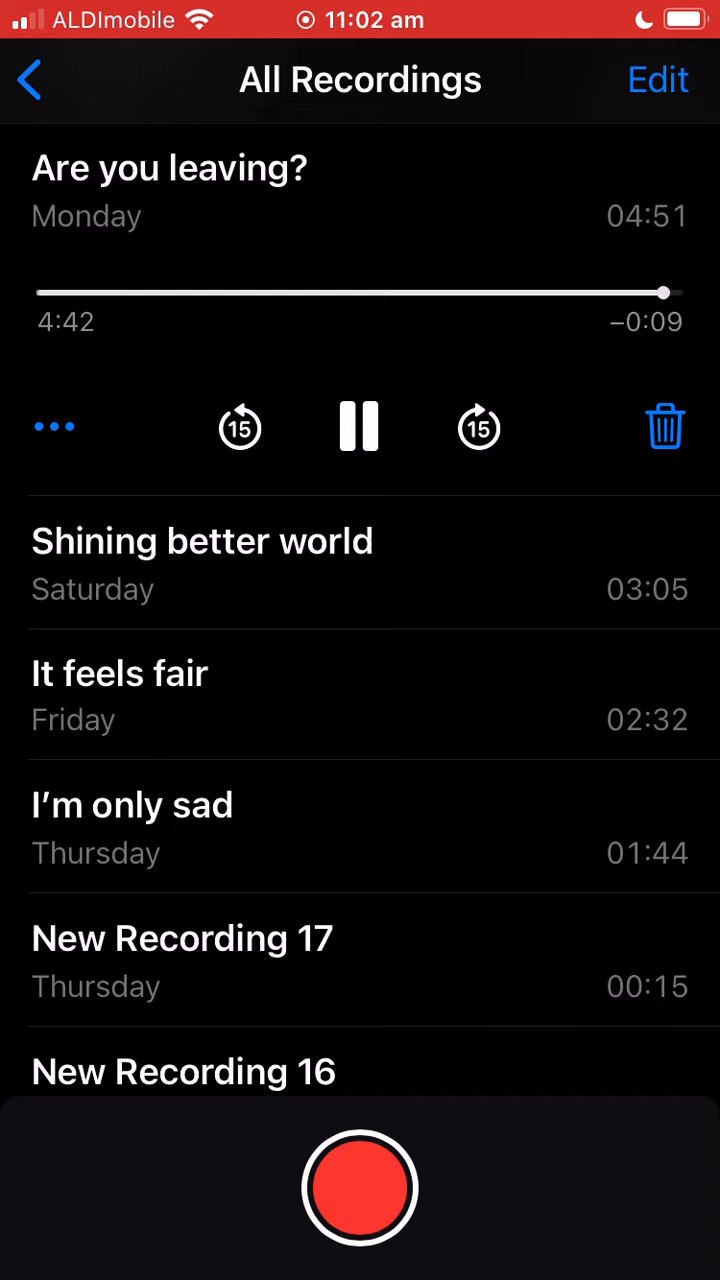 ALDImobile 11:02 am
All Recordings Edit
Are you leaving?
Monday 04:51
4:42 –0:09
15 15
Shining better world
Saturday 03:05
It feels fair
Friday 02:32
I’m only sad
Thursday 01:44
New Recording 17
Thursday 00:15
New Recording 16